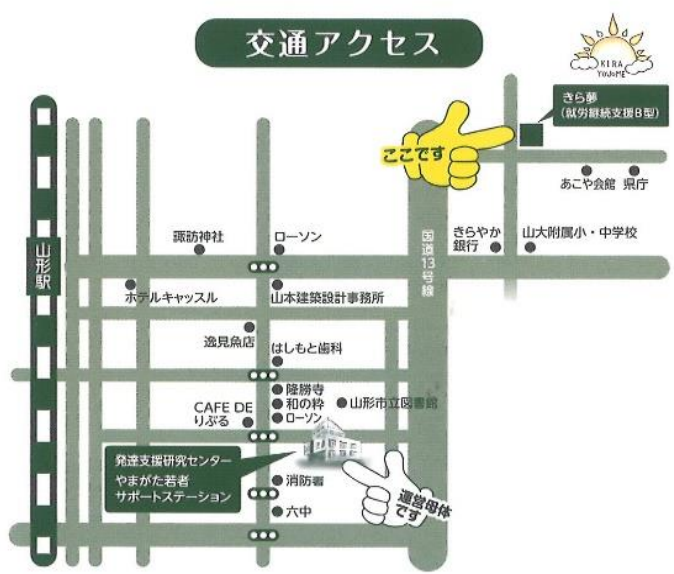 交通アクセス
KIRA
YUJOME
きら夢
(就労継続支援B型)
ここです
あこや会館
県庁
諏訪神社
ローソン
国道13号線
きらやか
銀行
山大附属小・中学校
山形駅
ホテルキャッスル
山本建築設計事務所
逸見魚店
はしもと歯科
隆勝寺
和の粋
ローソン
山形市立図書館
CAFE DE
りぶる
発達支援研究センター
やまがた若者
サポートステーション
消防署
六中
運営母体
です